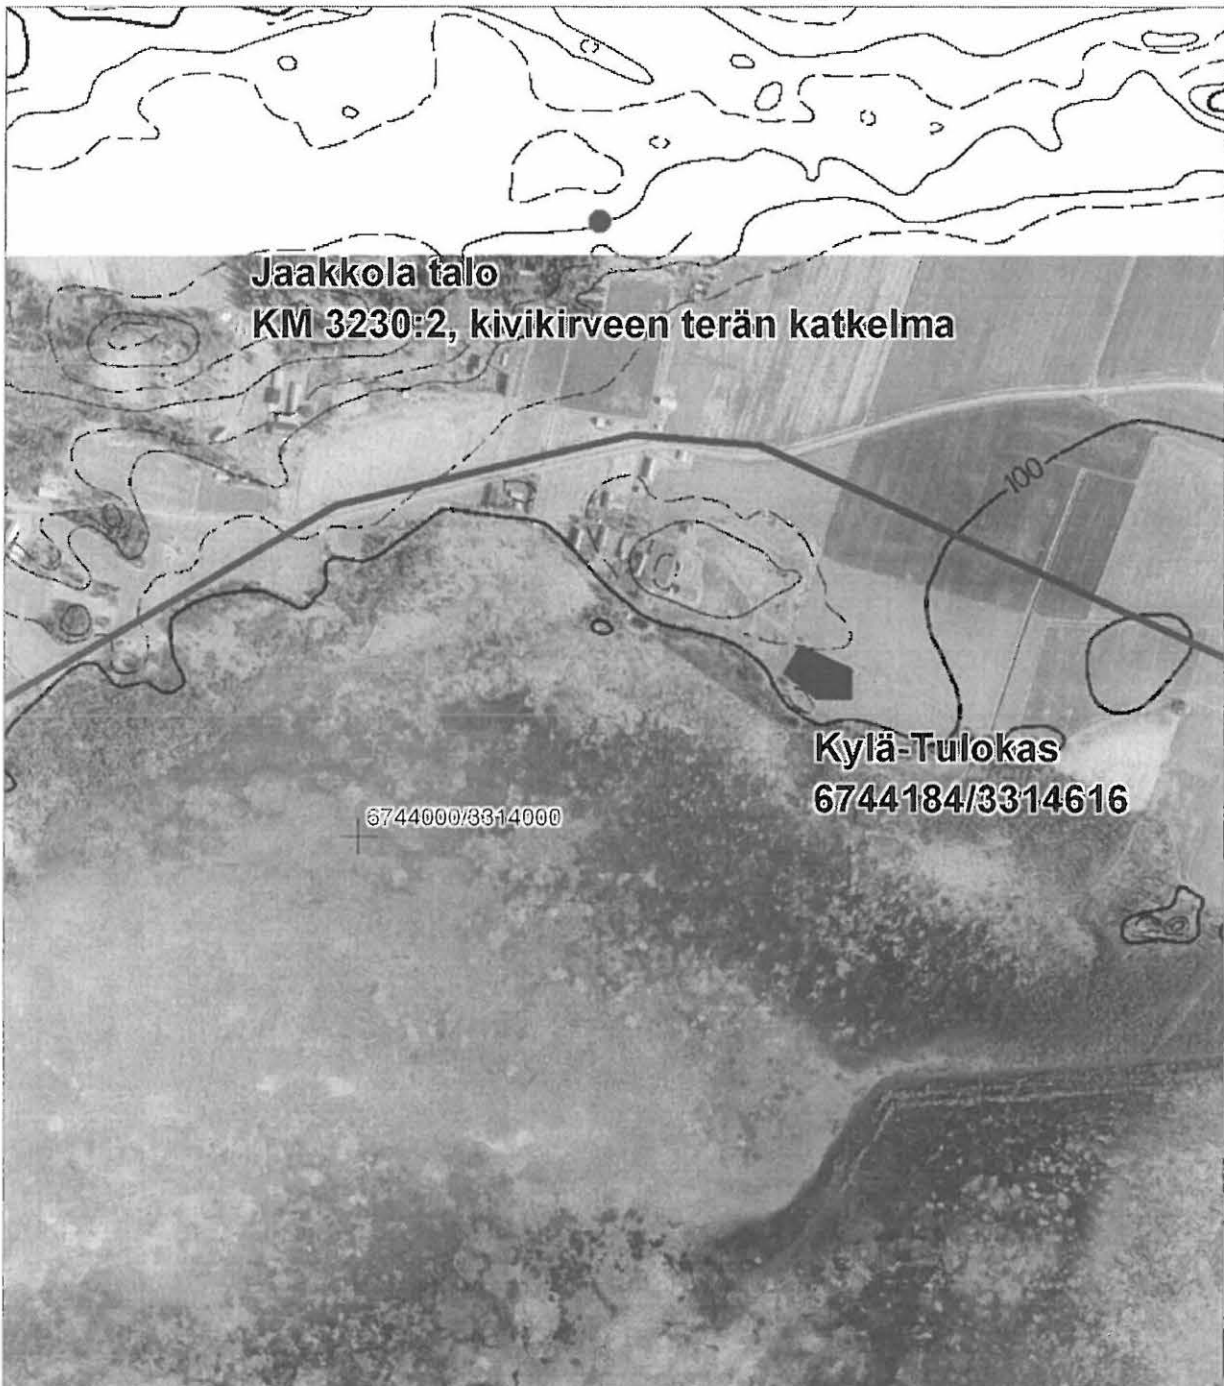 Jaakkola talo
KM 3230:2, kivikirveen terän katkelma
100
Kylä-Tulokas
6744184/3314616
6744000/3314000